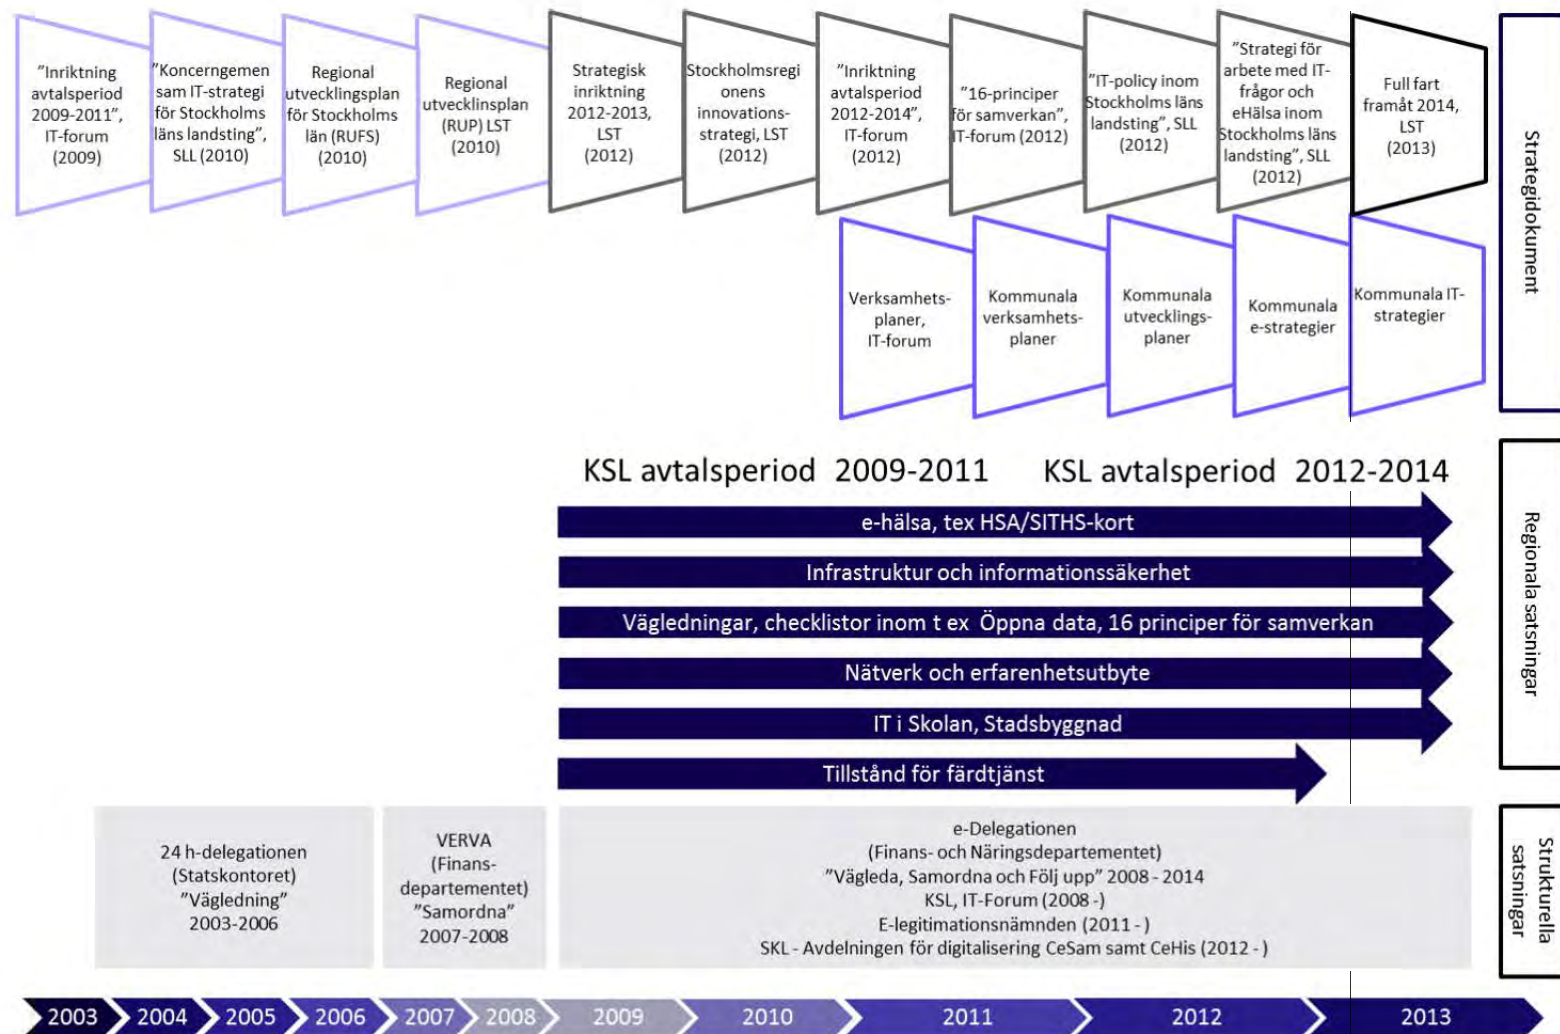 "Inriktning
avtalsperiod
2009-2011",
IT-forum
(2009)
"Koncerngemen
sam IT-strategi
för Stockholms
läns landsting",
SLL (2010)
Regional
utvecklingsplan
för Stockholms
län (RUFS)
(2010)
Regional
utvecklinsplan
(RUP) LST
(2010)
Strategisk
inriktning
2012-2013,
LST
(2012)
Stockholmsregi
onens
innovations-
strategi, LST
(2012)
"Inriktning
avtalsperiod
2012-2014",
IT-forum
(2012)
"16-principer
för samverkan",
IT-forum (2012)
"IT-policy inom
Stockholms läns
landsting", SLL
(2012)
"Strategi för
arbete med IT-
frågor och
eHälsa inom
Stockholms läns
landsting", SLL
(2012)
Full fart
framåt 2014,
LST
(2013)
Strategidokument
Verksamhets-
planer,
IT-forum
Kommunala
verksamhets-
planer
Kommunala
utvecklings-
planer
Kommunala
e-strategier
Kommunala IT-
strategier
KSL avtalsperiod 2009-2011
KSL avtalsperiod 2012-2014
e-hälsa, tex HSA/SITHS-kort
Infrastruktur och informationssäkerhet
Vägledningar, checklistor inom t ex Öppna data, 16 principer för samverkan
Nätverk och erfarenhetsutbyte
IT i Skolan, Stadsbyggnad
Tillstånd för färdtjänst
Regionala satsningar
24 h-delegationen
(Statskontoret)
"Vägledning"
2003-2006
VERVA
(Finans-
departementet)
"Samordna"
2007-2008
e-Delegationen
(Finans- och Näringsdepartementet)
"Vägleda, Samordna och Följ upp" 2008 - 2014
KSL, IT-Forum (2008 -)
E-legitimationsnämnden (2011 - )
SKL - Avdelningen för digitalisering CeSam samt CeHis (2012 - )
Strukturella
satsningar
2003
2004
2005
2006
2007
2008
2009
2010
2011
2012
2013